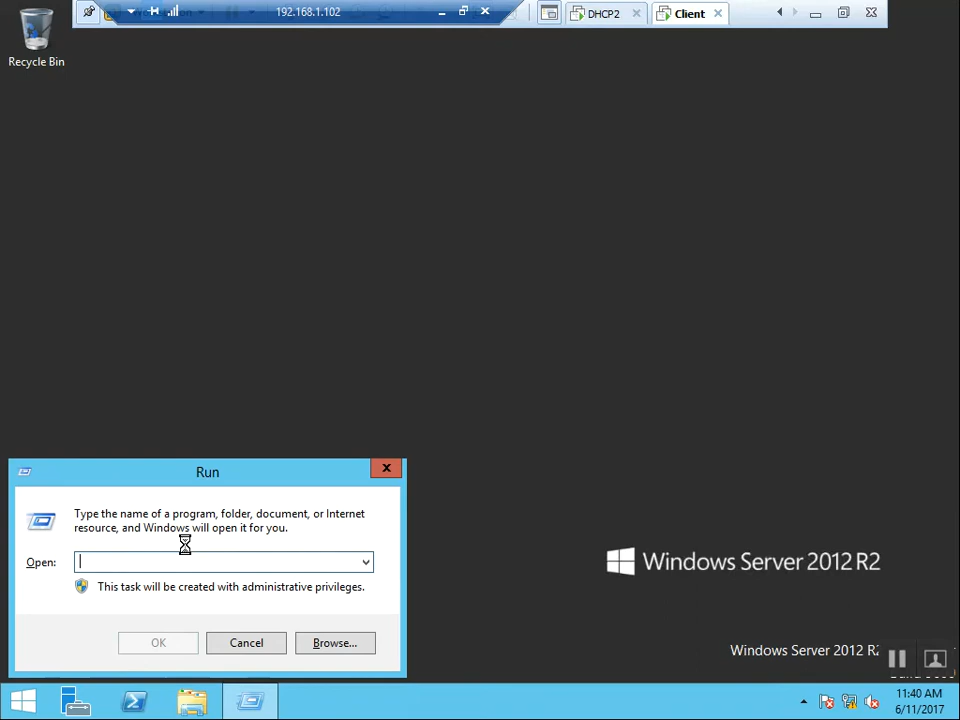 192.168.1.102
DHCP2
Client
Recycle Bin
Run
Type the name of a program, folder, document, or Internet
resource, and Windows will open it for you.
Open:
This task will be created with administrative privileges.
OK
Cancel
Browse...
Windows Server 2012 R2
Windows Server 2012 R2
11:40 AM
6/11/2017